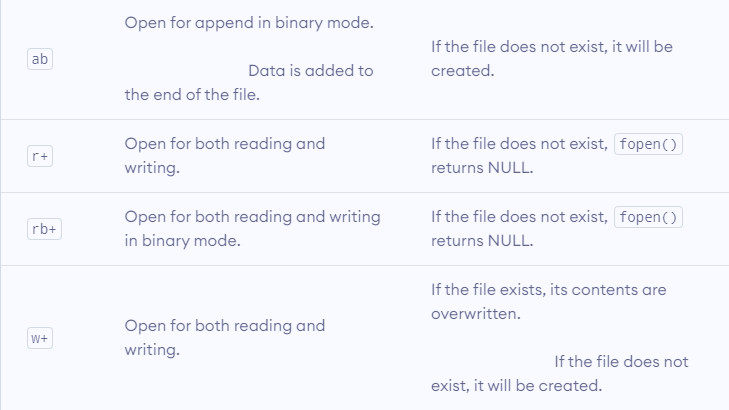 ab
Open for append in binary mode.
Data is added to
the end of the file.
If the file does not exist, it will be
created.
r+
Open for both reading and
writing.
If the file does not exist, fopen()
returns NULL.
rb+
Open for both reading and writing
in binary mode.
If the file does not exist, fopen()
returns NULL.
w+
Open for both reading and
writing.
If the file exists, its contents are
overwritten.
If the file does not
exist, it will be created.